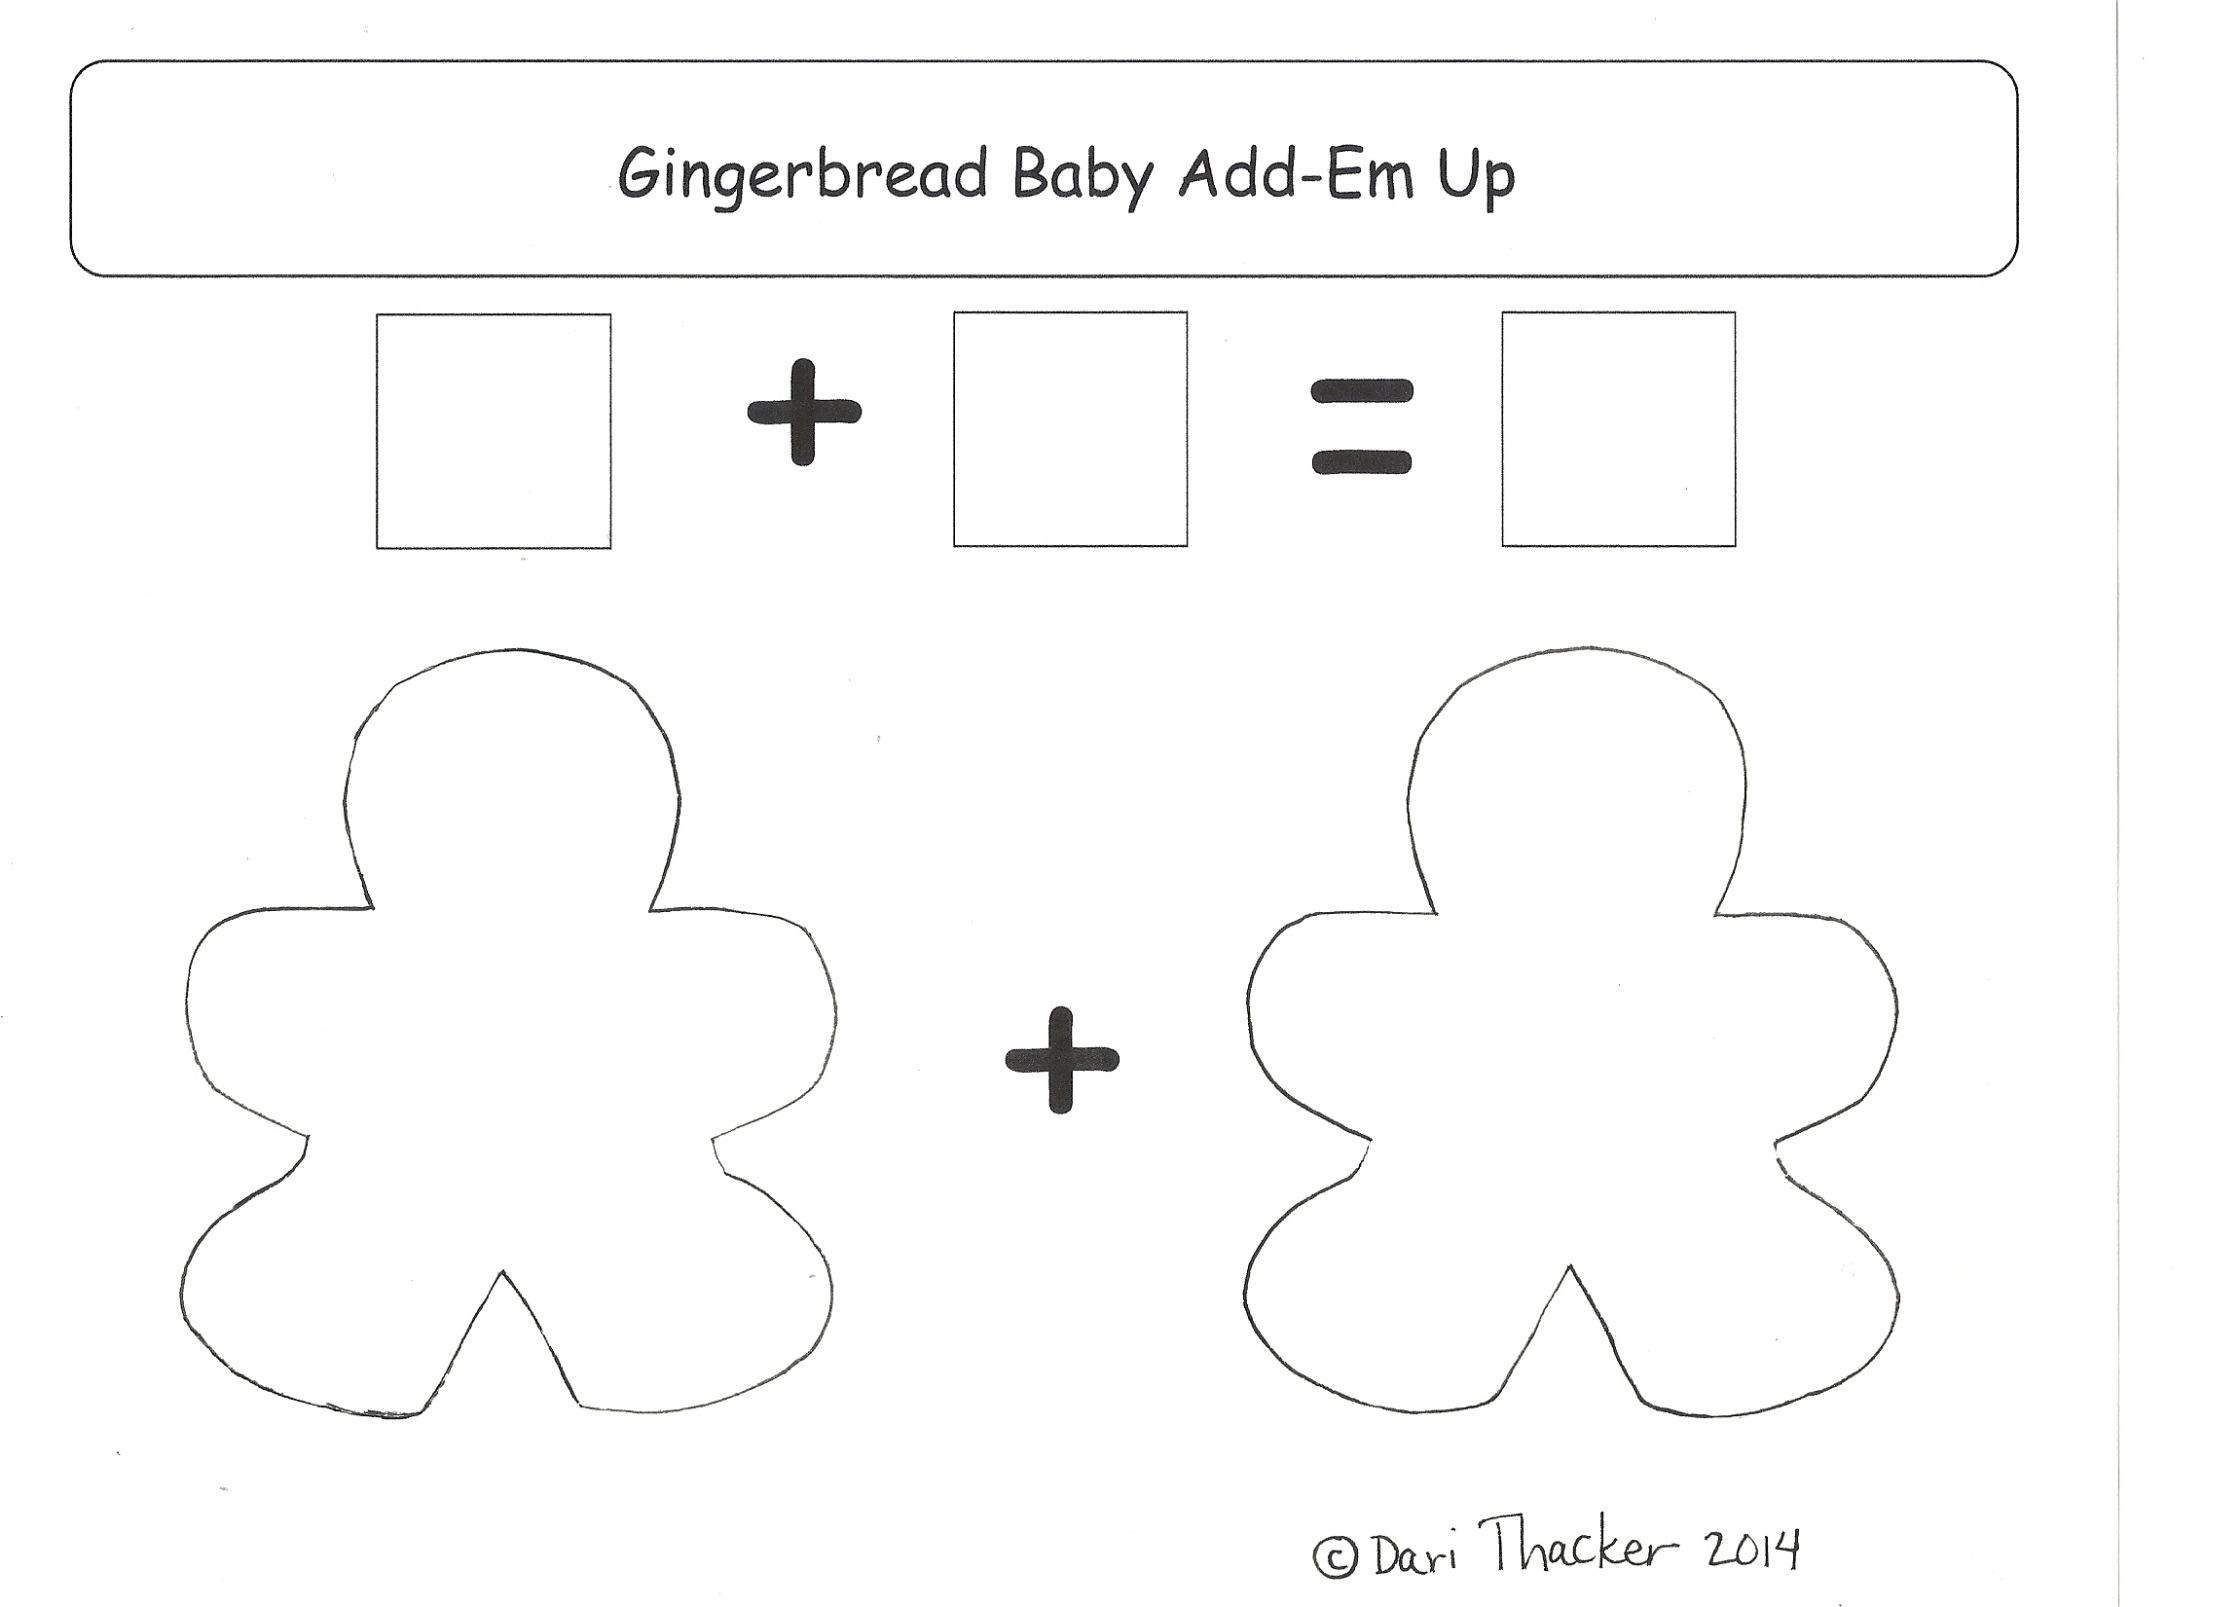 Gingerbread Baby Add-Em Up
+ =
+
© Dari Thacker 2014